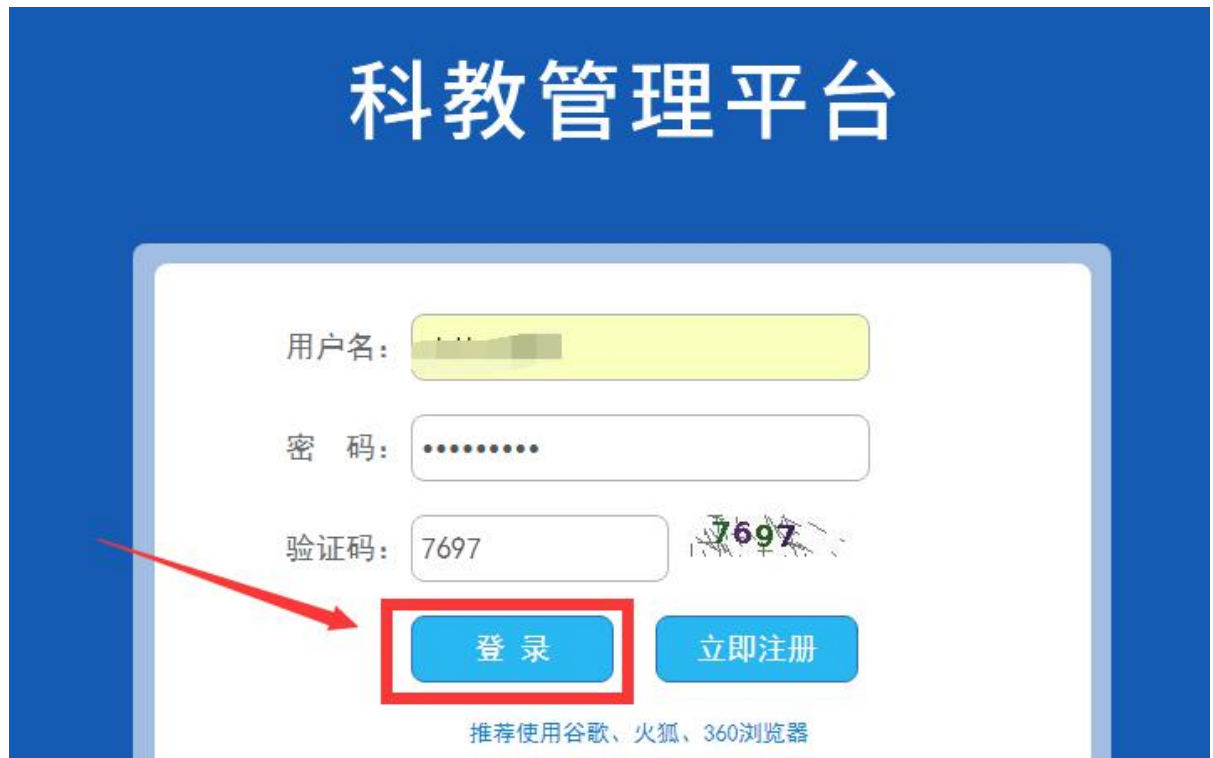 科教管理平台
用户名：
密 码： •••••••••
验证码： 7697 7697
登 录 立即注册
推荐使用谷歌、火狐、360浏览器